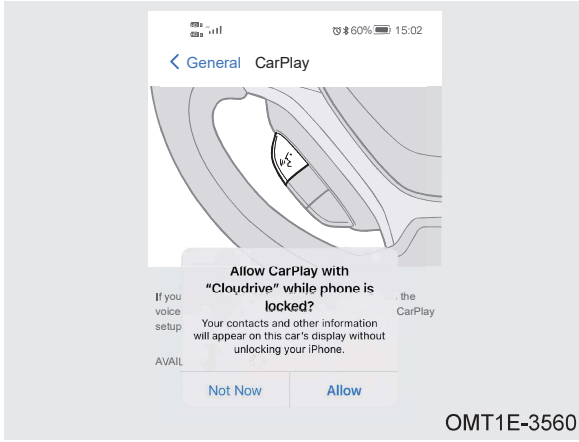 60% 15:02
General CarPlay
Allow CarPlay with
“Cloudrive” while phone is
locked?
If you the
voice CarPlay
setup
Your contacts and other information
will appear on this car's display without
unlocking your iPhone.
AVAIL
Not Now Allow
OMT1E-3560